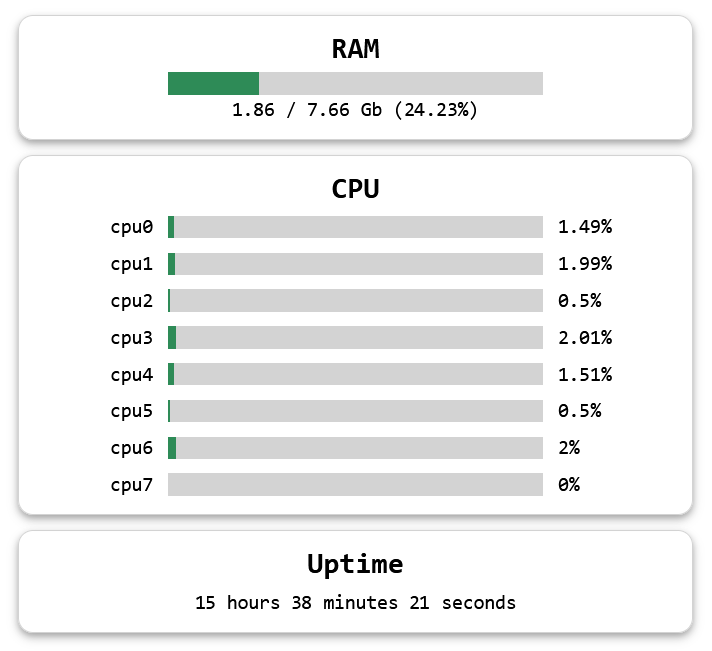 RAM
1.86 / 7.66 Gb (24.23%)
CPU
cpu0 1.49%
cpu1 1.99%
cpu2 0.5%
cpu3 2.01%
cpu4 1.51%
cpu5 0.5%
cpu6 2%
cpu7 0%
Uptime
15 hours 38 minutes 21 seconds